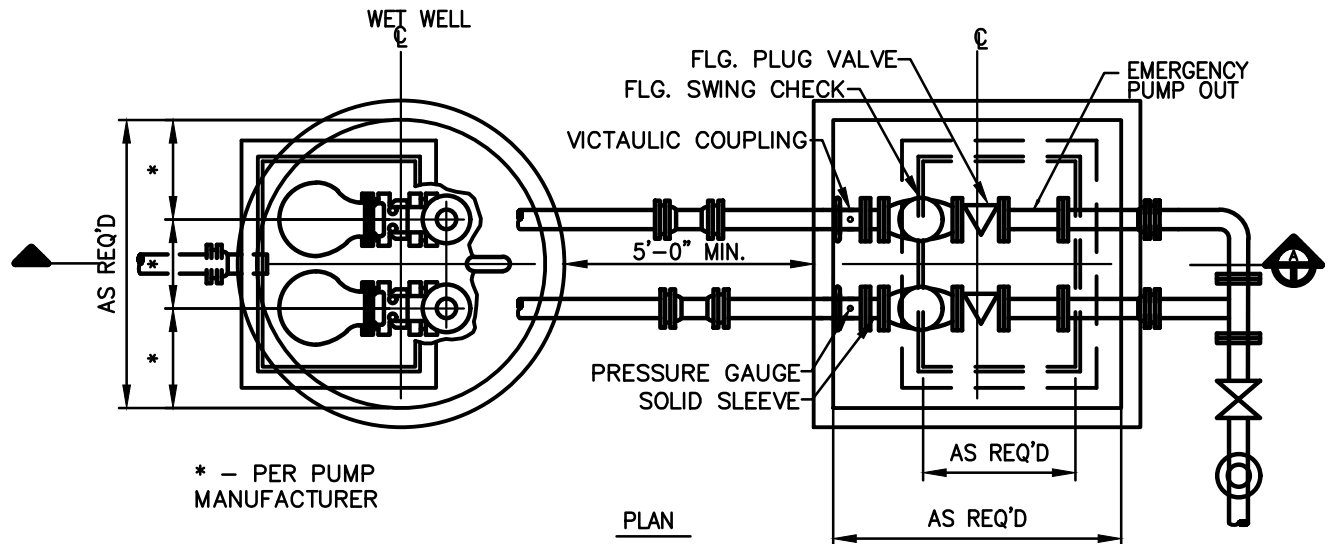 WET WELL
℄
℄
FLG. PLUG VALVE
FLG. SWING CHECK
EMERGENCY
PUMP OUT
VICTAULIC COUPLING
*
AS REQ'D
*
*
5'-0" MIN.
A
PRESSURE GAUGE
SOLID SLEEVE
* - PER PUMP
MANUFACTURER
AS REQ'D
AS REQ'D
PLAN